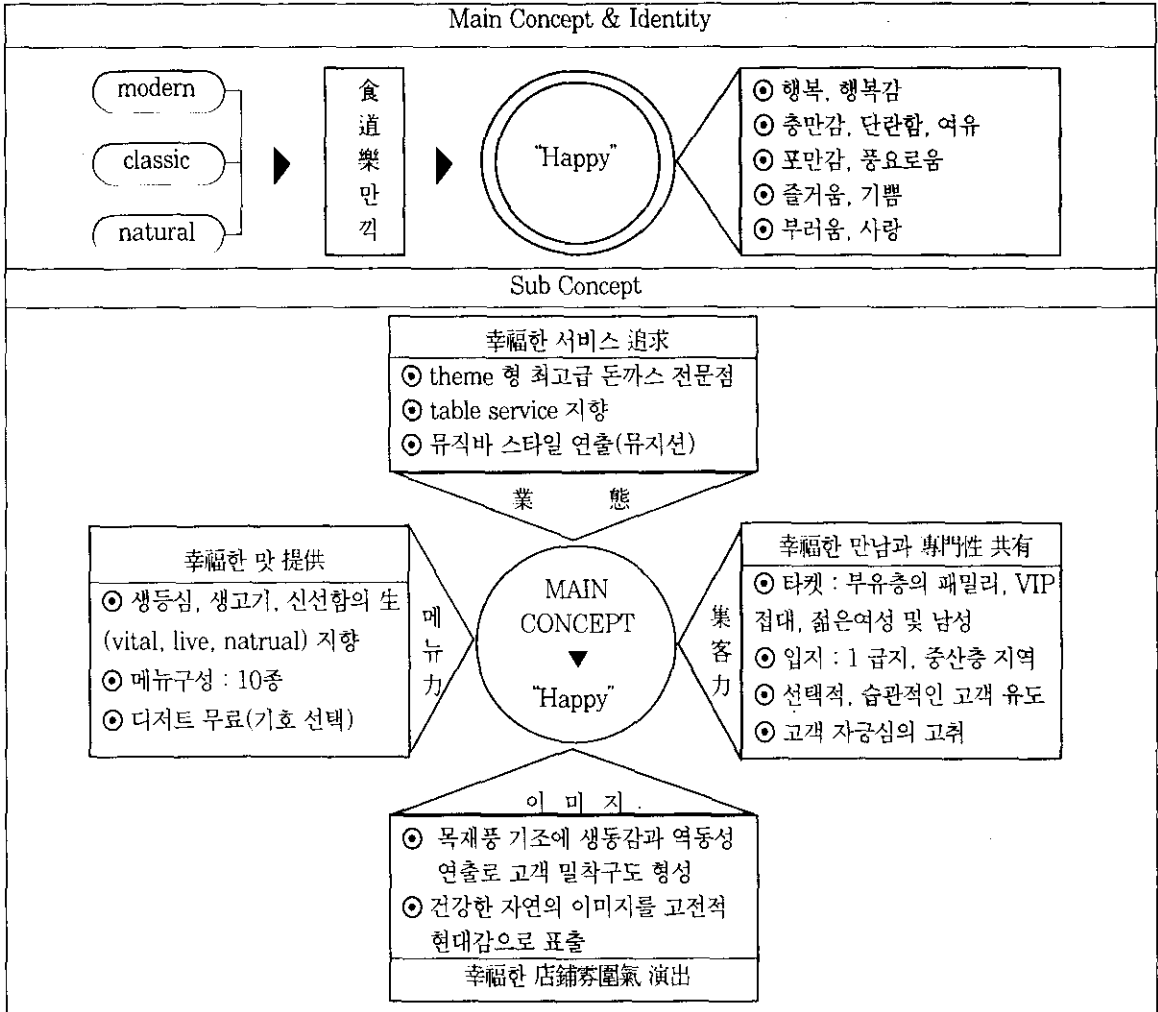 Main Concept & Identity
modern
classic
natural
食
道
樂
만
끽
"Happy"
⊙ 행복, 행복감
⊙ 충만감, 단란함, 여유
⊙ 포만감, 풍요로움
⊙ 즐거움, 기쁨
⊙ 부러움, 사랑
Sub Concept
幸福한 서비스 追求
⊙ theme 형 최고급 돈까스 전문점
⊙ table service 지향
⊙ 뮤직바 스타일 연출(뮤지션)
業 態
幸福한 맛 提供
⊙ 생등심, 생고기, 신선함의 生
(vital, live, natrual) 지향
⊙ 메뉴구성 : 10종
⊙ 디저트 무료(기호 선택)
메
뉴
力
MAIN
CONCEPT
▼
"Happy"
集
客
力
幸福한 만남과 專門性 共有
⊙ 타켓 : 부유층의 패밀리, VIP
접대, 젊은여성 및 남성
⊙ 입지 : 1 급지, 중산층 지역
⊙ 선택적, 습관적인 고객 유도
⊙ 고객 자긍심의 고취
이 미 지
⊙ 목재풍 기조에 생동감과 역동성
연출로 고객 밀착구도 형성
⊙ 건강한 자연의 이미지를 고전적
현대감으로 표출
幸福한 店鋪雰圍氣 演出